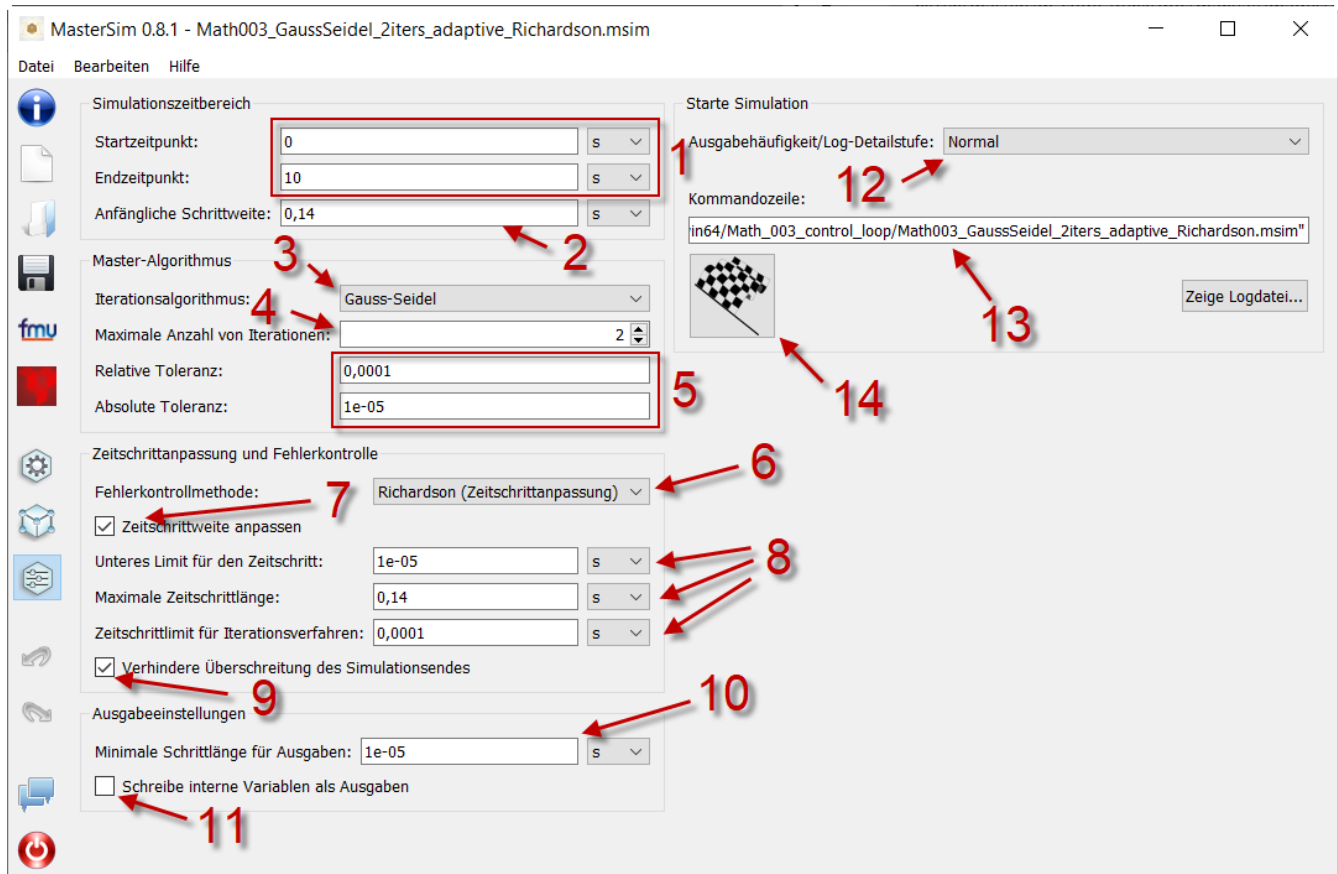 MasterSim 0.8.1 - Math003_GaussSeidel_2iters_adaptive_Richardson.msim
Datei Bearbeiten Hilfe
Simulationszeitbereich
Startzeitpunkt: 0 s
1
Endzeitpunkt: 10 s
Anfängliche Schrittweite: 0,14 s
2
Master-Algorithmus
3
Iterationsalgorithmus: Gauss-Seidel
4
Maximale Anzahl von Iterationen: 2
Relative Toleranz: 0,0001
5
Absolute Toleranz: 1e-05
Zeitschrittanpassung und Fehlerkontrolle
6
Fehlerkontrollmethode: Richardson (Zeitschrittanpassung)
7
Zeitschrittweite anpassen
Unteres Limit für den Zeitschritt: 1e-05 s
8
Maximale Zeitschrittlänge: 0,14 s
Zeitschrittlimit für Iterationsverfahren: 0,0001 s
Verhindere Überschreitung des Simulationsendes
9
10
Ausgabeeinstellungen
Minimale Schrittlänge für Ausgaben: 1e-05 s
Schreibe interne Variablen als Ausgaben
11
Starte Simulation
Ausgabehäufigkeit/Log-Detailstufe: Normal
12
Kommandozeile:
in64/Math_003_control_loop/Math003_GaussSeidel_2iters_adaptive_Richardson.msim"
13
Zeige Logdatei...
14
fmu